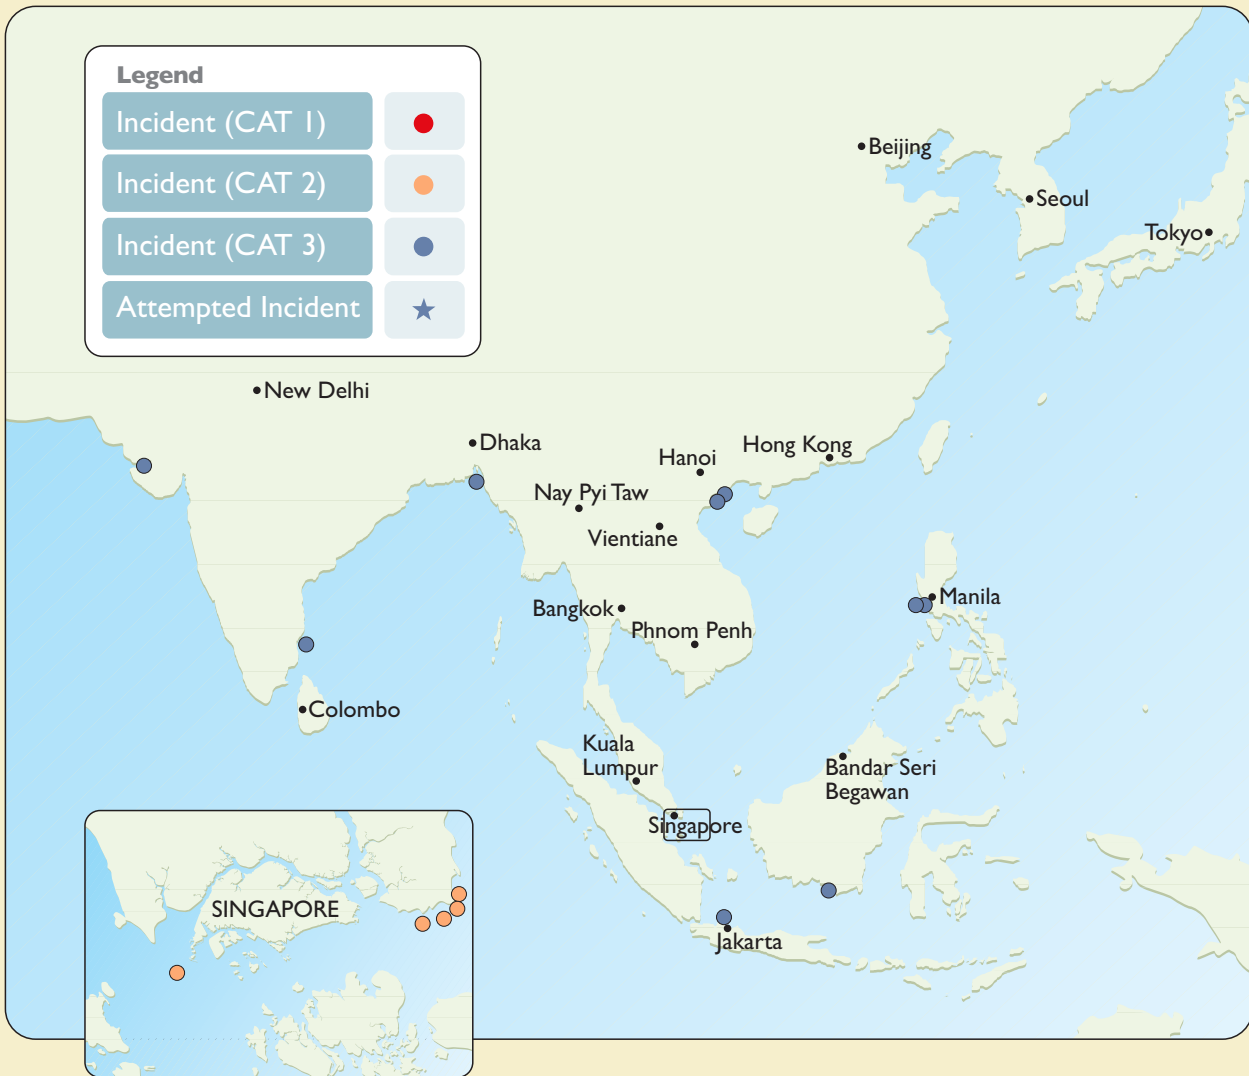 Legend
Incident (CAT 1)
Incident (CAT 2)
Incident (CAT 3)
Attempted Incident
Beijing
Seoul
Tokyo
New Delhi
Dhaka
Hanoi
Hong Kong
Nay Pyi Taw
Vientiane
Bangkok
Manila
Phnom Penh
Colombo
Kuala
Lumpur
Bandar Seri
Begawan
Singapore
SINGAPORE
Jakarta